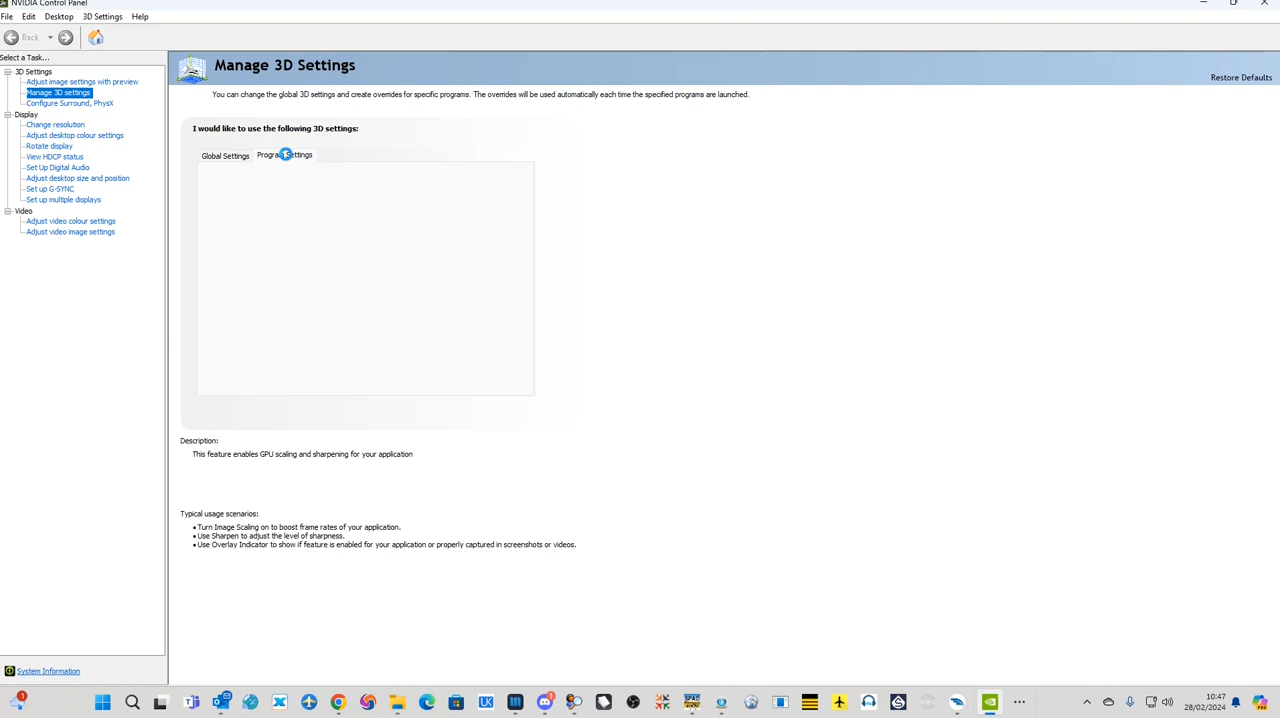 NVIDIA Control Panel
File Edit Desktop 3D Settings Help
Back
Select a Task...
3D Settings
Adjust image settings with preview
Manage 3D settings
Configure Surround, PhysX
Display
Change resolution
Adjust desktop colour settings
Rotate display
View HDCP status
Set Up Digital Audio
Adjust desktop size and position
Set up G-SYNC
Set up multiple displays
Video
Adjust video colour settings
Adjust video image settings
System Information
Manage 3D Settings
Restore Defaults
You can change the global 3D settings and create overrides for specific programs. The overrides will be used automatically each time the specified programs are launched.
I would like to use the following 3D settings:
Global Settings Program Settings
Description:
This feature enables GPU scaling and sharpening for your application
Typical usage scenarios:
• Turn Image Scaling on to boost frame rates of your application.
• Use Sharpen to adjust the level of sharpness.
• Use Overlay Indicator to show if feature is enabled for your application or properly captured in screenshots or videos.
1
UK
1
10:47
28/02/2024